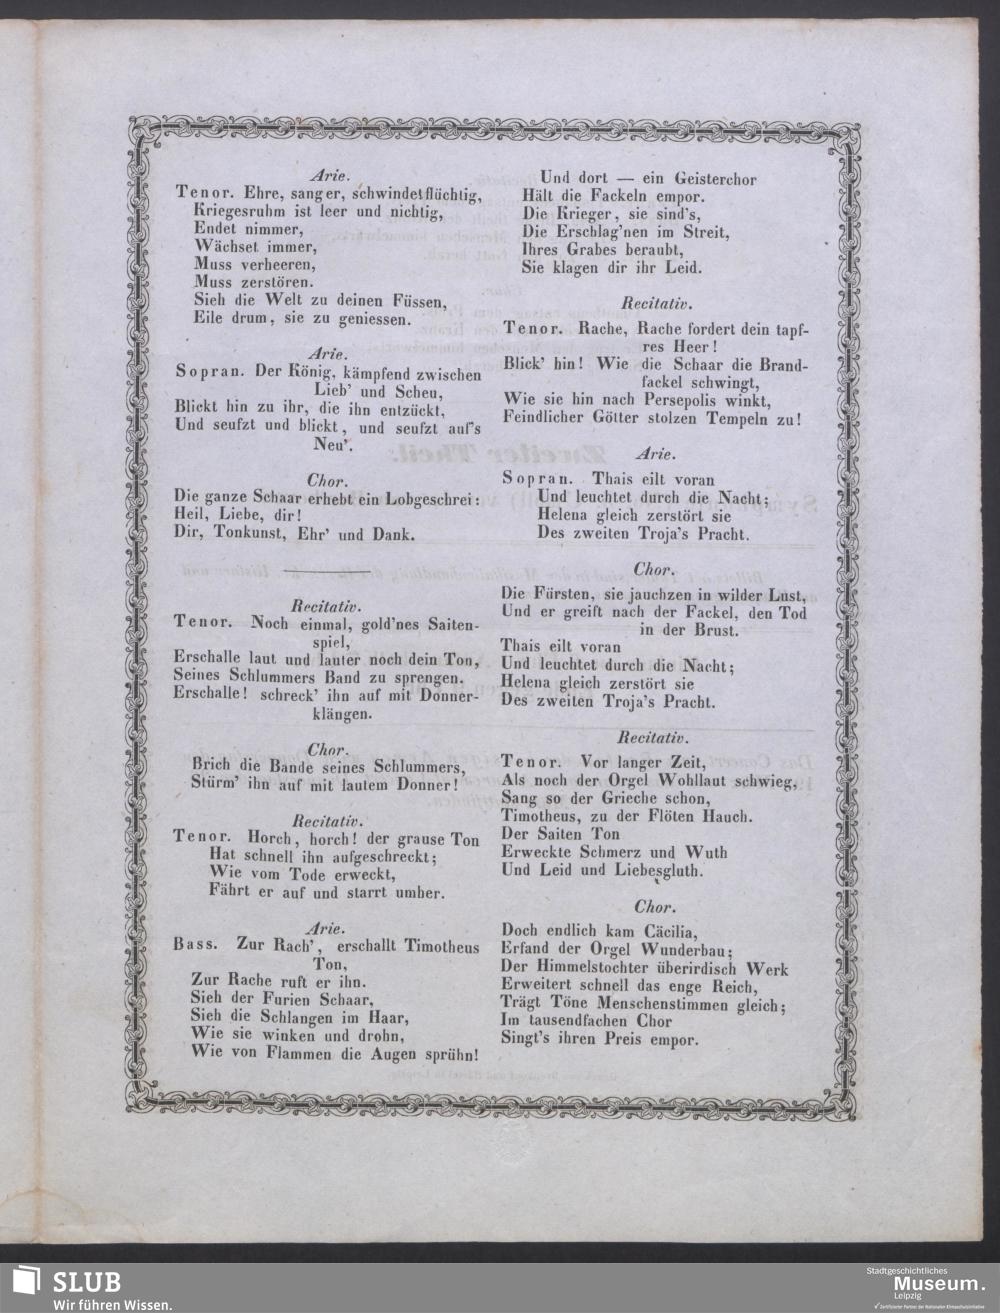 Arie.
Tenor. Ehre, sang er, schwindet flüchtig,
Kriegesruhm ist leer und nichtig,
Endet nimmer,
Wächset immer,
Muss verheeren,
Muss zerstören.
Sieh die Welt zu deinen Füssen,
Eile drum, sie zu geniessen.
Arie.
Sopran. Der König, kämpfend zwischen
Lieb' und Scheu,
Blickt hin zu ihr, die ihn entzückt,
Und seufzt und blickt, und seufzt auf's
Neu'.
Chor.
Die ganze Schaar erhebt ein Lobgeschrei:
Heil, Liebe, dir!
Dir, Tonkunst, Ehr' und Dank.
Recitativ.
Tenor. Noch einmal, gold'nes Saiten-
spiel,
Erschalle laut und lauter noch dein Ton,
Seines Schlummers Band zu sprengen.
Erschalle! schreck' ihn auf mit Donner-
klängen.
Chor.
Brich die Bande seines Schlummers,
Stürm' ihn auf mit lautem Donner!
Recitativ.
Tenor. Horch, horch! der grause Ton
Hat schnell ihn aufgeschreckt;
Wie vom Tode erweckt,
Fährt er auf und starrt umher.
Arie.
Bass. Zur Rach', erschallt Timotheus
Ton,
Zur Rache ruft er ihn.
Sieh der Furien Schaar,
Sieh die Schlangen im Haar,
Wie sie winken und drohn,
Wie von Flammen die Augen sprühn!
Und dort — ein Geisterchor
Hält die Fackeln empor.
Die Krieger, sie sind's,
Die Erschlag'nen im Streit,
Ihres Grabes beraubt,
Sie klagen dir ihr Leid.
Recitativ.
Tenor. Rache, Rache fordert dein tapf-
res Heer!
Blick' hin! Wie die Schaar die Brand-
fackel schwingt,
Wie sie hin nach Persepolis winkt,
Feindlicher Götter stolzen Tempeln zu!
Arie.
Sopran. Thais eilt voran
Und leuchtet durch die Nacht;
Helena gleich zerstört sie
Des zweiten Troja's Pracht.
Chor.
Die Fürsten, sie jauchzen in wilder Lust,
Und er greift nach der Fackel, den Tod
in der Brust.
Thais eilt voran
Und leuchtet durch die Nacht;
Helena gleich zerstört sie
Des zweiten Troja's Pracht.
Recitativ.
Tenor. Vor langer Zeit,
Als noch der Orgel Wohllaut schwieg,
Sang so der Grieche schon,
Timotheus, zu der Flöten Hauch.
Der Saiten Ton
Erweckte Schmerz und Wuth
Und Leid und Liebesgluth.
Chor.
Doch endlich kam Cäcilia,
Erfand der Orgel Wunderbau;
Der Himmelstochter überirdisch Werk
Erweitert schnell das enge Reich,
Trägt Töne Menschenstimmen gleich;
Im tausendfachen Chor
Singt's ihren Preis empor.
SLUB
Wir führen Wissen.
Stadtgeschichtliches
Museum.
Leipzig
Zertifizierter Partner der Nationalen Klimaschutzinitiative